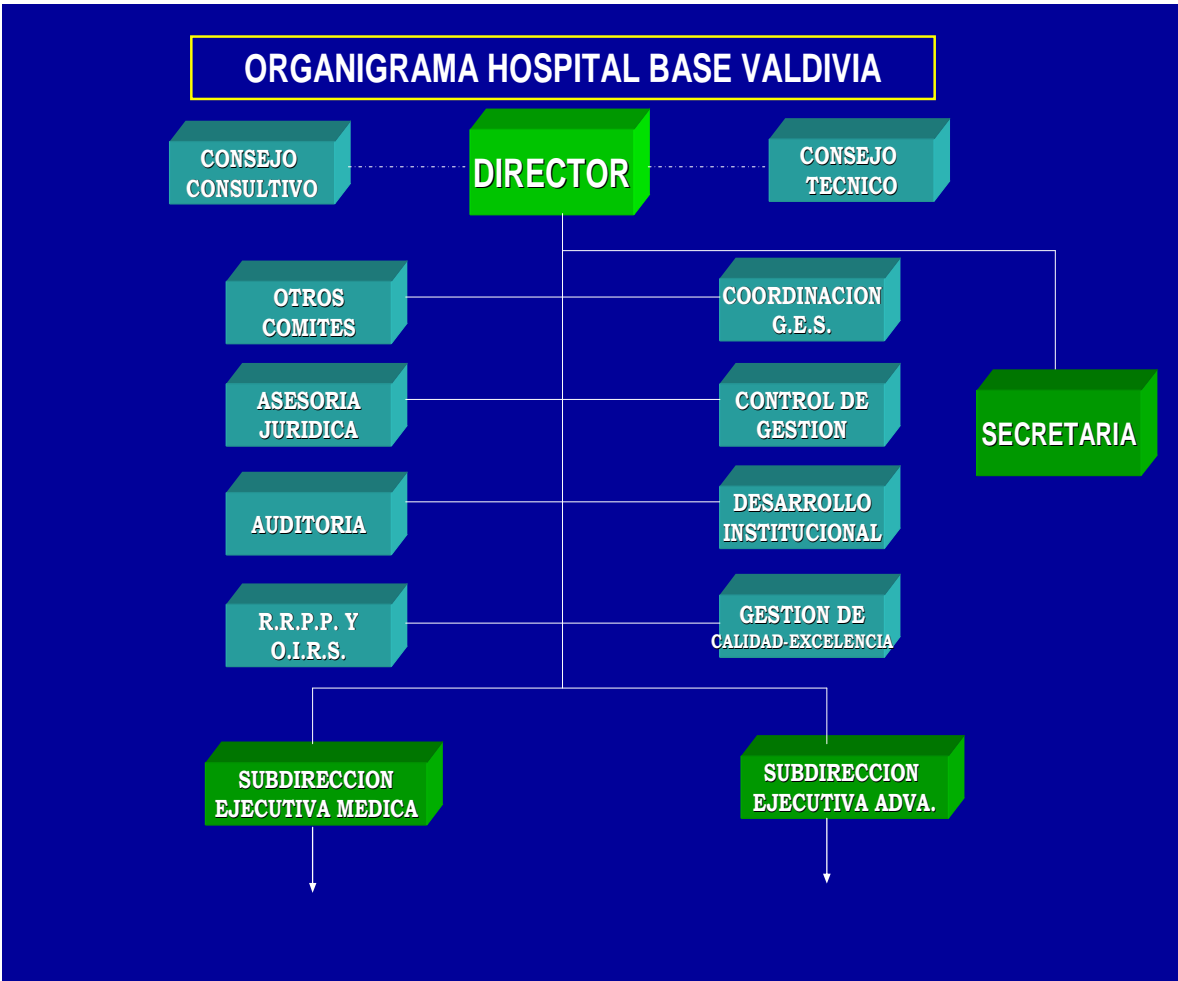 ORGANIGRAMA HOSPITAL BASE VALDIVIA
CONSEJO
CONSULTIVO
DIRECTOR
CONSEJO
TECNICO
OTROS
COMITES
COORDINACION
G.E.S.
ASESORIA
JURIDICA
CONTROL DE
GESTION
SECRETARIA
AUDITORIA
DESARROLLO
INSTITUCIONAL
R.R.P.P. Y
O.I.R.S.
GESTION DE
CALIDAD-EXCELENCIA
SUBDIRECCION
EJECUTIVA MEDICA
SUBDIRECCION
EJECUTIVA ADVA.